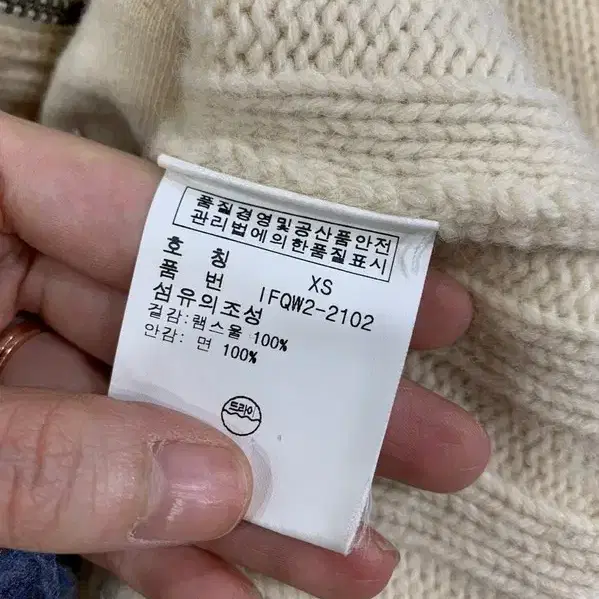 품질경영및공산품안전
관리법에의한품질표시
호 칭 XS
품 번 IFQW2-2102
섬유의조성
겉감:램스울 100%
안감: 면 100%
드라이